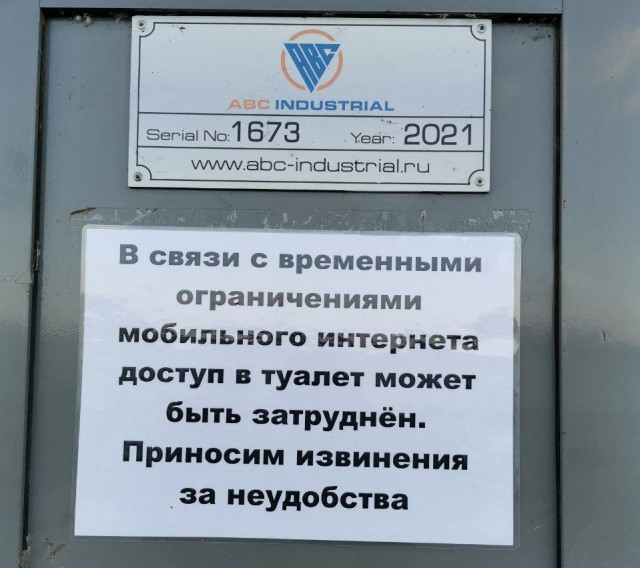 ABC
ABC INDUSTRIAL
Serial No: 1673 Year: 2021
www.abc-industrial.ru
В связи с временными
ограничениями
мобильного интернета
доступ в туалет может
быть затруднён.
Приносим извинения
за неудобства